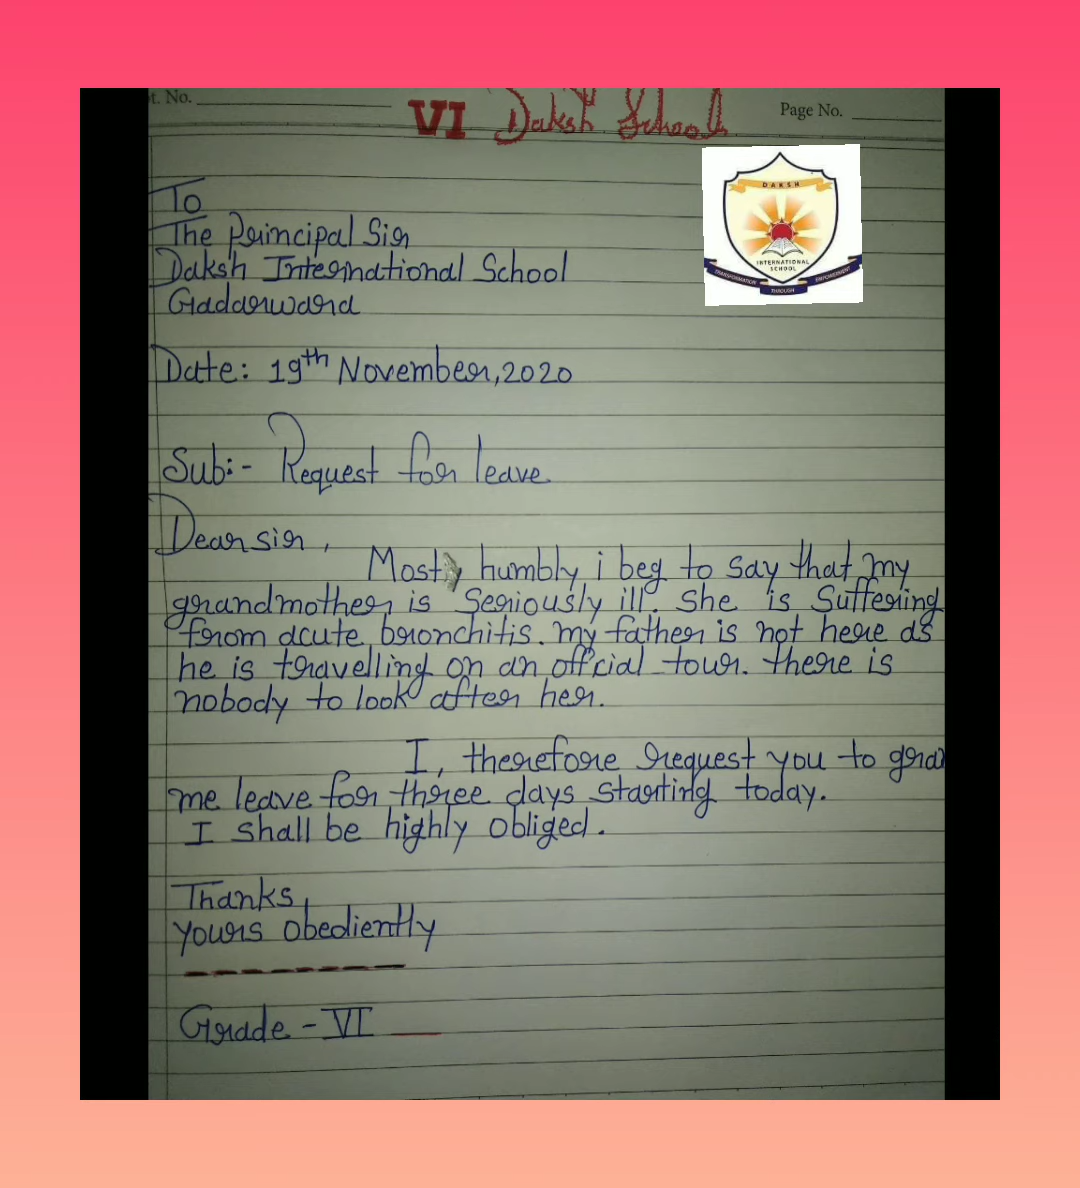 t. No.
VI Daksh School
Page No.
DAKSH
INTERNATIONAL
SCHOOL
TRANSFORMATION THROUGH EMPOWERMENT
To
The Principal Sir
Daksh International School
Gadarwara
Date: 19th November,2020
Sub:- Request for leave
Dear sir ,
Most humbly i beg to say that my
grandmother is Seriously ill. She is Suffering
from acute bronchitis. my father is not here as
he is travelling on an official tour. there is
nobody to look after her.
I, therefore request you to gra
me leave for three days starting today.
I shall be highly obliged.
Thanks
yours obediently
Grade - VI